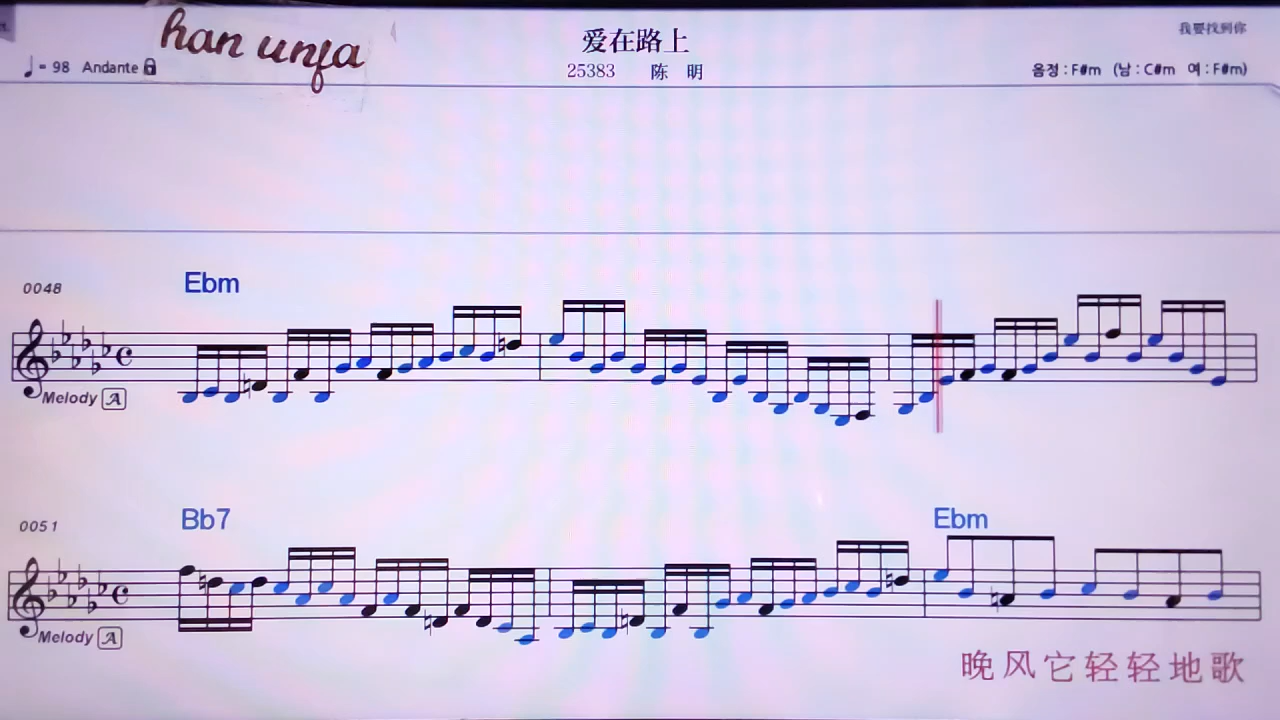 han unfa
爱在路上
我要找到你
♩= 98 Andante
25383 陈 明
음정 : F#m (남 : C#m 여 : F#m)
Ebm
0048
Melody A
Bb7 Ebm
0051
Melody A
晚风它轻轻地歌